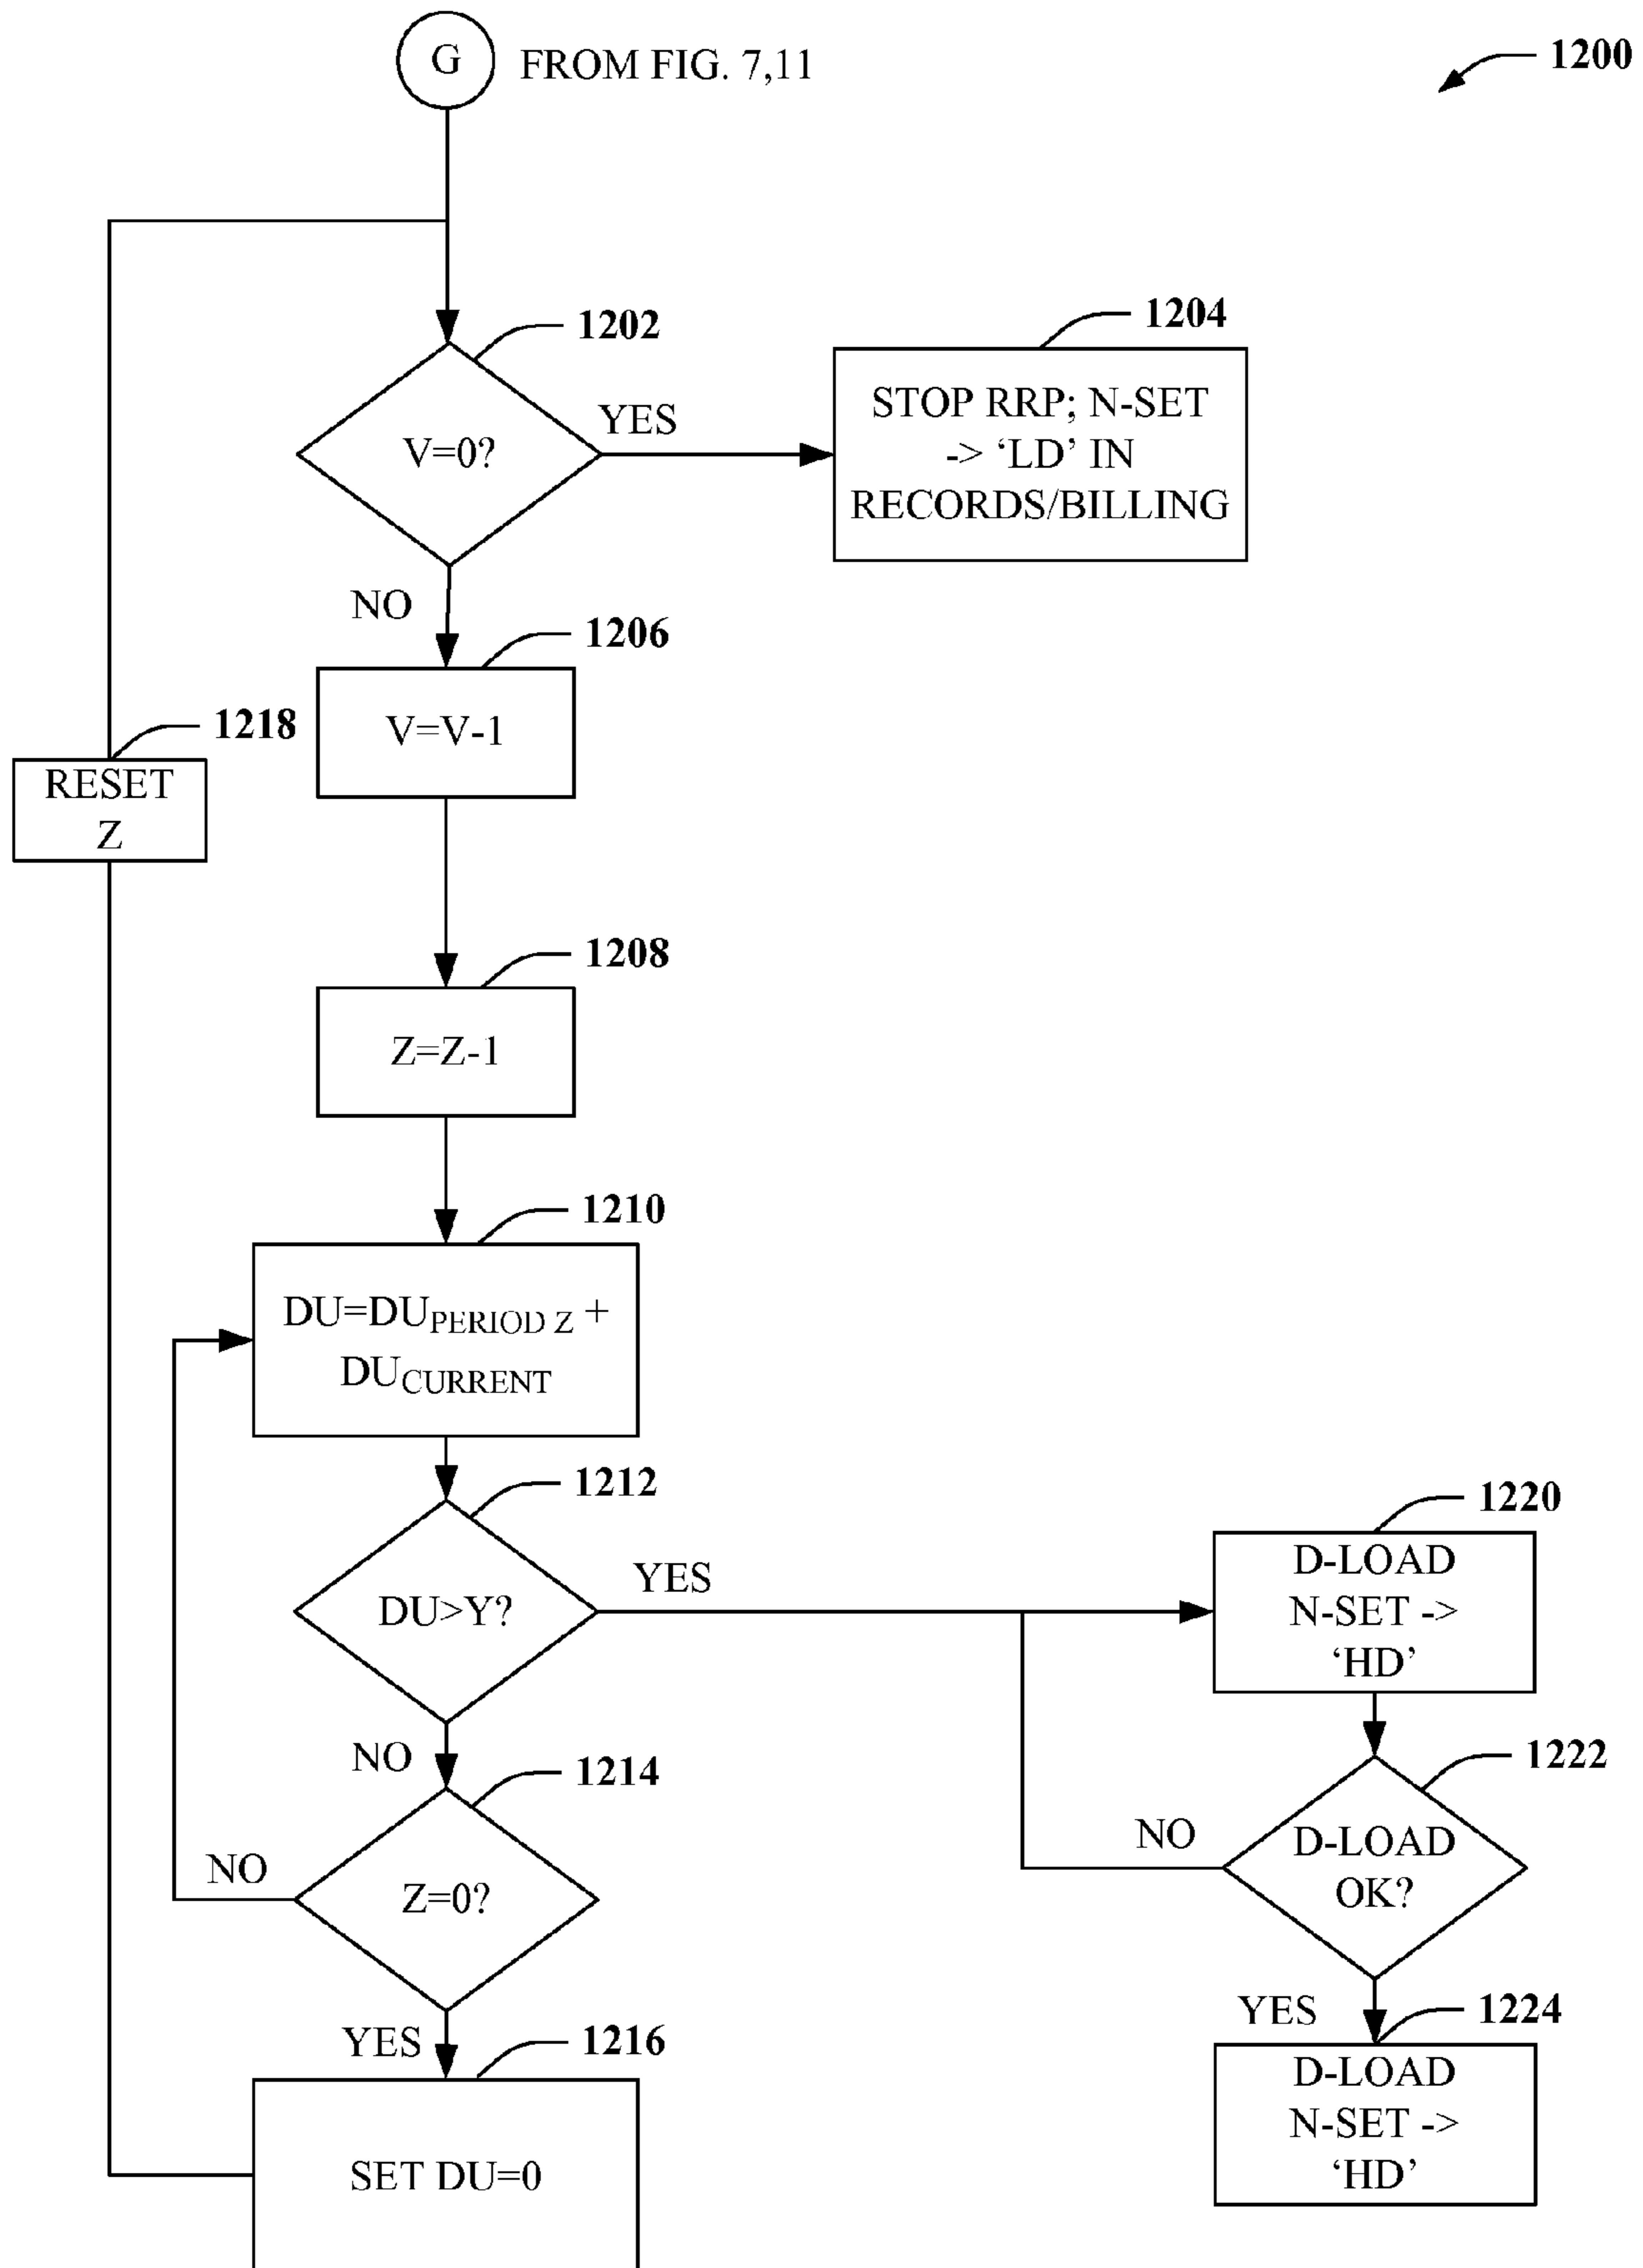 G
FROM FIG. 7,11
1200
1202
V=0?
YES
1204
STOP RRP; N-SET
-> ‘LD’ IN
RECORDS/BILLING
NO
1206
V=V-1
1218
RESET
Z
1208
Z=Z-1
1210
DU=DUPERIOD Z +
DUCURRENT
1212
DU>Y?
YES
1220
D-LOAD
N-SET ->
‘HD’
NO
1214
Z=0?
NO
1222
D-LOAD
OK?
NO
YES
1216
SET DU=0
YES
1224
D-LOAD
N-SET ->
‘HD’